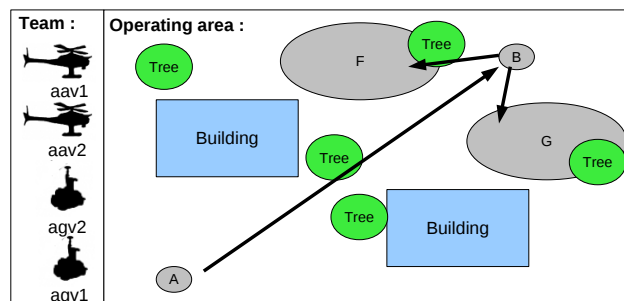 Team :
aav1
aav2
agv2
agv1
Operating area :
Tree
F
Tree
B
Building
Tree
G
Tree
Tree
Building
A